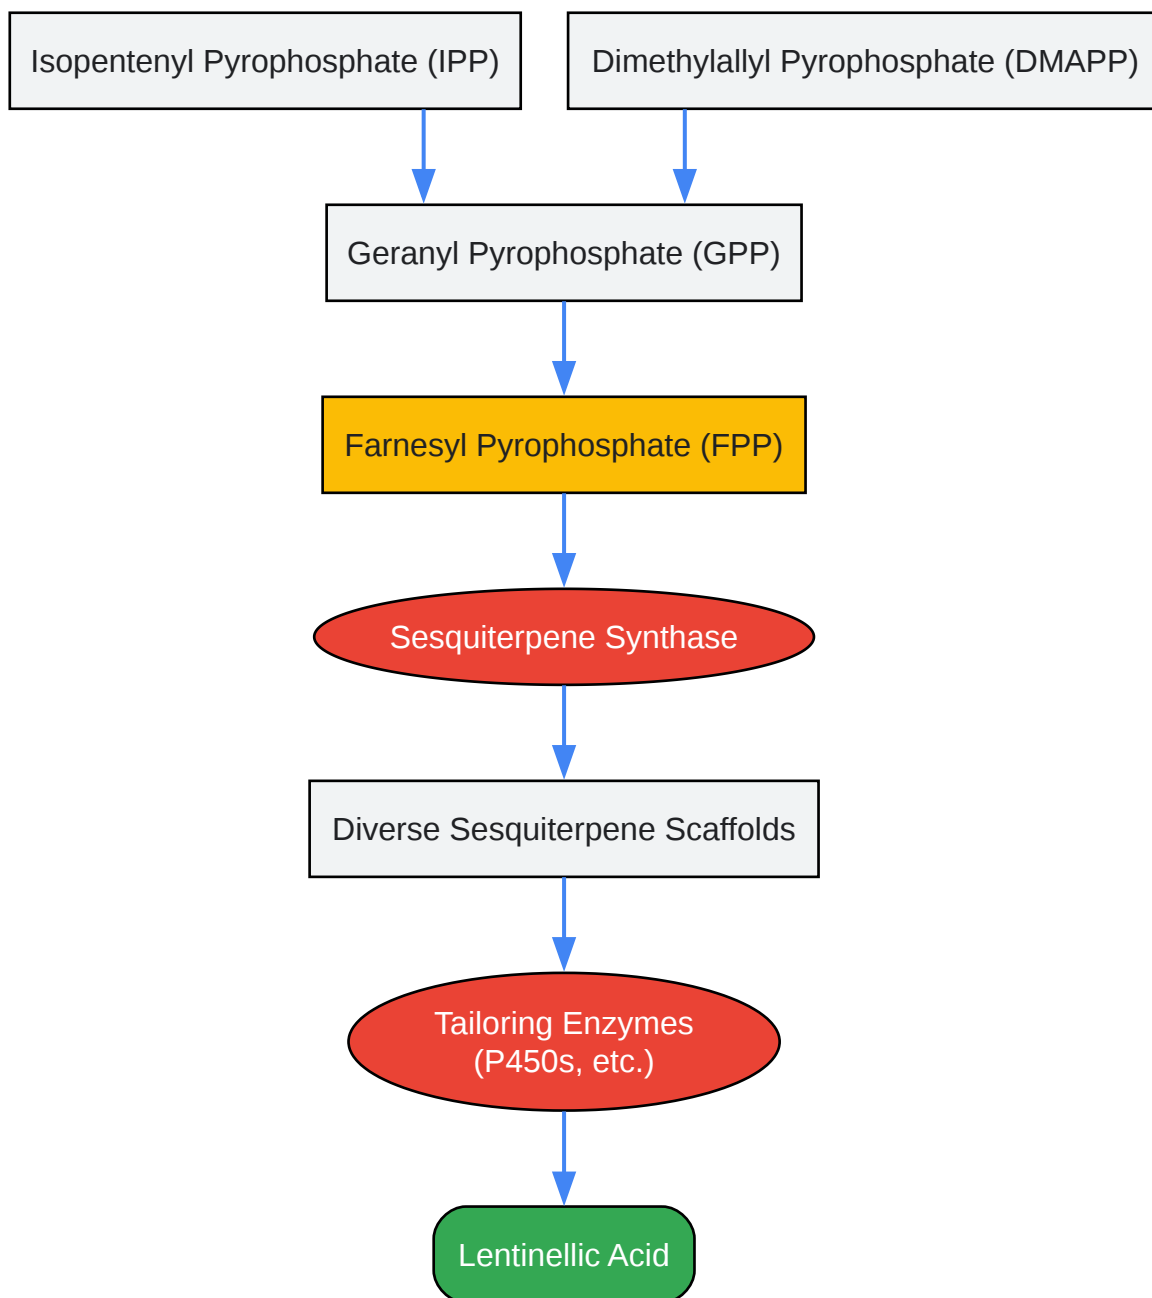 Isopentenyl Pyrophosphate (IPP)
Dimethylallyl Pyrophosphate (DMAPP)
Geranyl Pyrophosphate (GPP)
Farnesyl Pyrophosphate (FPP)
Sesquiterpene Synthase
Diverse Sesquiterpene Scaffolds
Tailoring Enzymes
(P450s, etc.)
Lentinellic Acid